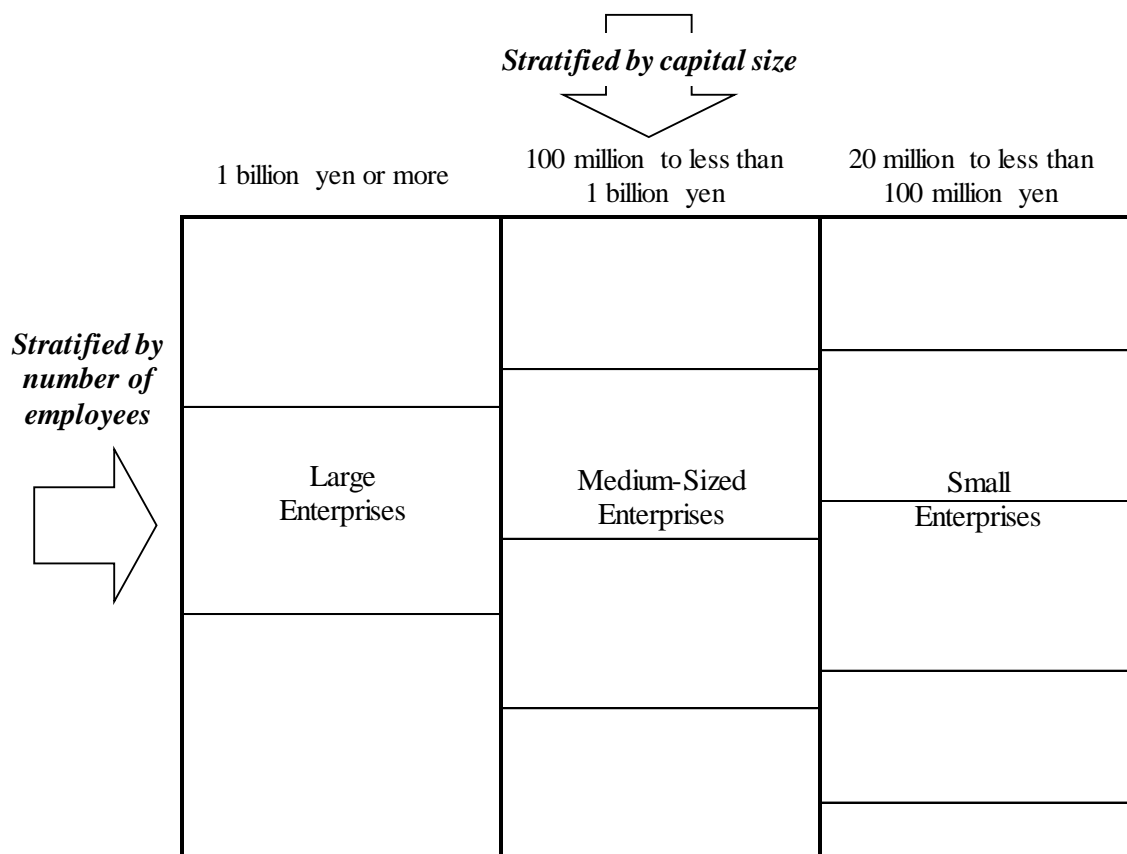 Stratified by capital size
1 billion yen or more
100 million to less than
1 billion yen
20 million to less than
100 million yen
Stratified by
number of
employees
Large
Enterprises
Medium-Sized
Enterprises
Small
Enterprises